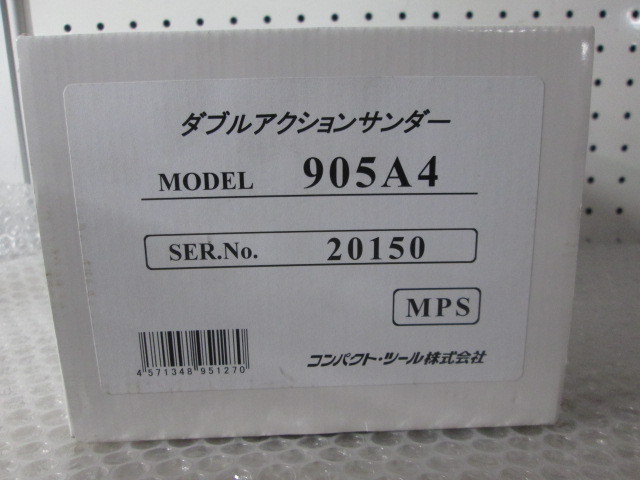 ダブルアクションサンダー
MODEL 905A4
SER.No. 20150
MPS
4571348951270
コンパクト・ツール株式会社